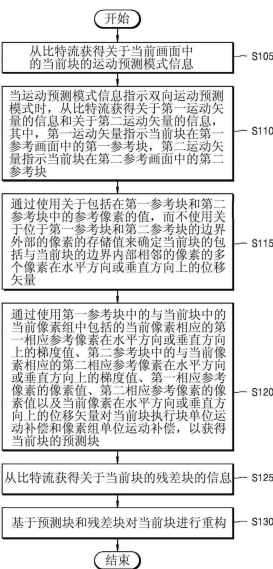 开始
从比特流获得关于当前画面中
的当前块的运动预测模式信息
S105
当运动预测模式信息指示双向运动预测
模式时，从比特流获得关于第一运动矢
量的信息和关于第二运动矢量的信息，
其中，第一运动矢量指示当前块在第一
参考画面中的第一参考块，第二运动矢
量指示当前块在第二参考画面中的第二
参考块
S110
通过使用关于包括在第一参考块和第二
参考块中的参考像素的值，而不使用关
于位于第一参考块和第二参考块的边界
外部的像素的存储值来确定当前块的包
括与当前块的边界内部相邻的像素的多
个像素在水平方向或垂直方向上的位移
矢量
S115
通过使用第一参考块中的与当前块中的
当前像素组中包括的当前像素相应的第
一相应参考像素在水平方向或垂直方向
上的梯度值、第二参考块中的与当前像
素相应的第二相应参考像素在水平方向
或垂直方向上的梯度值、第一相应参考
像素的像素值、第二相应参考像素的像
素值以及当前像素在水平方向或垂直方
向上的位移矢量对当前块执行块单位运
动补偿和像素组单位运动补偿，以获得
当前块的预测块
S120
从比特流获得关于当前块的残差块的信息
S125
基于预测块和残差块对当前块进行重构
S130
结束